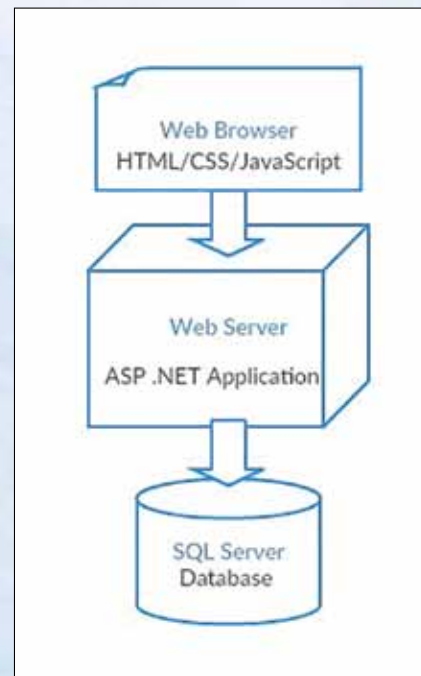 Web Browser
HTML/CSS/JavaScript
Web Server
ASP .NET Application
SQL Server
Database